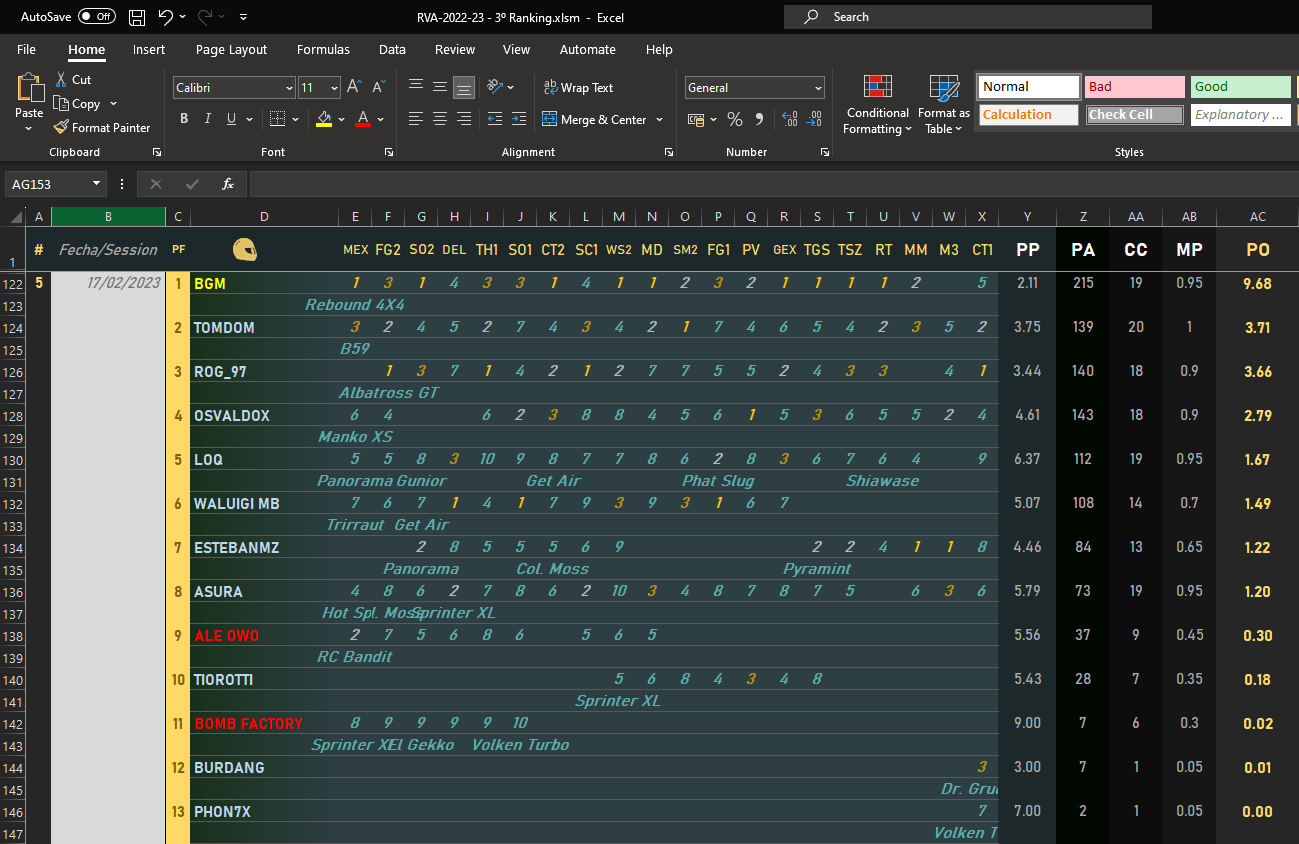 AutoSave Off RVA-2022-23 - 3º Ranking.xlsm - Excel Search
File Home Insert Page Layout Formulas Data Review View Automate Help
Paste Cut Copy Format Painter Clipboard
Calibri 11 A A B I U A Font
ab Wrap Text Merge & Center Alignment
General % 9 Number
Conditional Formatting Format as Table Normal Bad Good Calculation Check Cell Explanatory ... Styles
AG153 fx
A B C D E F G H I J K L M N O P Q R S T U V W X Y Z AA AB AC
1 # Fecha/Session PF MEX FG2 SO2 DEL TH1 SO1 CT2 SC1 WS2 MD SM2 FG1 PV GEX TGS TSZ RT MM M3 CT1 PP PA CC MP PO
122 5 17/02/2023 1 BGM 1 3 1 4 3 3 1 4 1 1 2 3 2 1 1 1 1 2 5 2.11 215 19 0.95 9.68
123 Rebound 4X4
124 2 TOMDOM 3 2 4 5 2 7 4 3 4 2 1 7 4 6 5 4 2 3 5 2 3.75 139 20 1 3.71
125 B59
126 3 ROG_97 1 3 7 1 4 2 1 2 7 7 5 5 2 4 3 3 4 1 3.44 140 18 0.9 3.66
127 Albatross GT
128 4 OSVALDOX 6 4 6 2 3 8 8 4 5 6 1 5 3 6 5 5 2 4 4.61 143 18 0.9 2.79
129 Manko XS
130 5 LOQ 5 5 8 3 10 9 8 7 7 8 6 2 8 3 6 7 6 4 9 6.37 112 19 0.95 1.67
131 Panorama Gunior Get Air Phat Slug Shiawase
132 6 WALUIGI MB 7 6 7 1 4 1 7 9 3 9 3 1 6 7 5.07 108 14 0.7 1.49
133 Trirraut Get Air
134 7 ESTEBANMZ 2 8 5 5 5 6 9 2 2 4 1 1 8 4.46 84 13 0.65 1.22
135 Panorama Col. Moss Pyramint
136 8 ASURA 4 8 6 2 7 8 6 2 10 3 4 8 7 8 7 5 6 3 6 5.79 73 19 0.95 1.20
137 Hot Sp l. Moss Sprinter XL
138 9 ALE OWO 2 7 5 6 8 6 5 6 5 5.56 37 9 0.45 0.30
139 RC Bandit
140 10 TIOROTTI 5 6 8 4 3 4 8 5.43 28 7 0.35 0.18
141 Sprinter XL
142 11 BOMB FACTORY 8 9 9 9 9 10 9.00 7 6 0.3 0.02
143 Sprinter X El Gekko Volken Turbo
144 12 BURDANG 3 3.00 7 1 0.05 0.01
145 Dr. Gru
146 13 PHON7X 7 7.00 2 1 0.05 0.00
147 Volken T